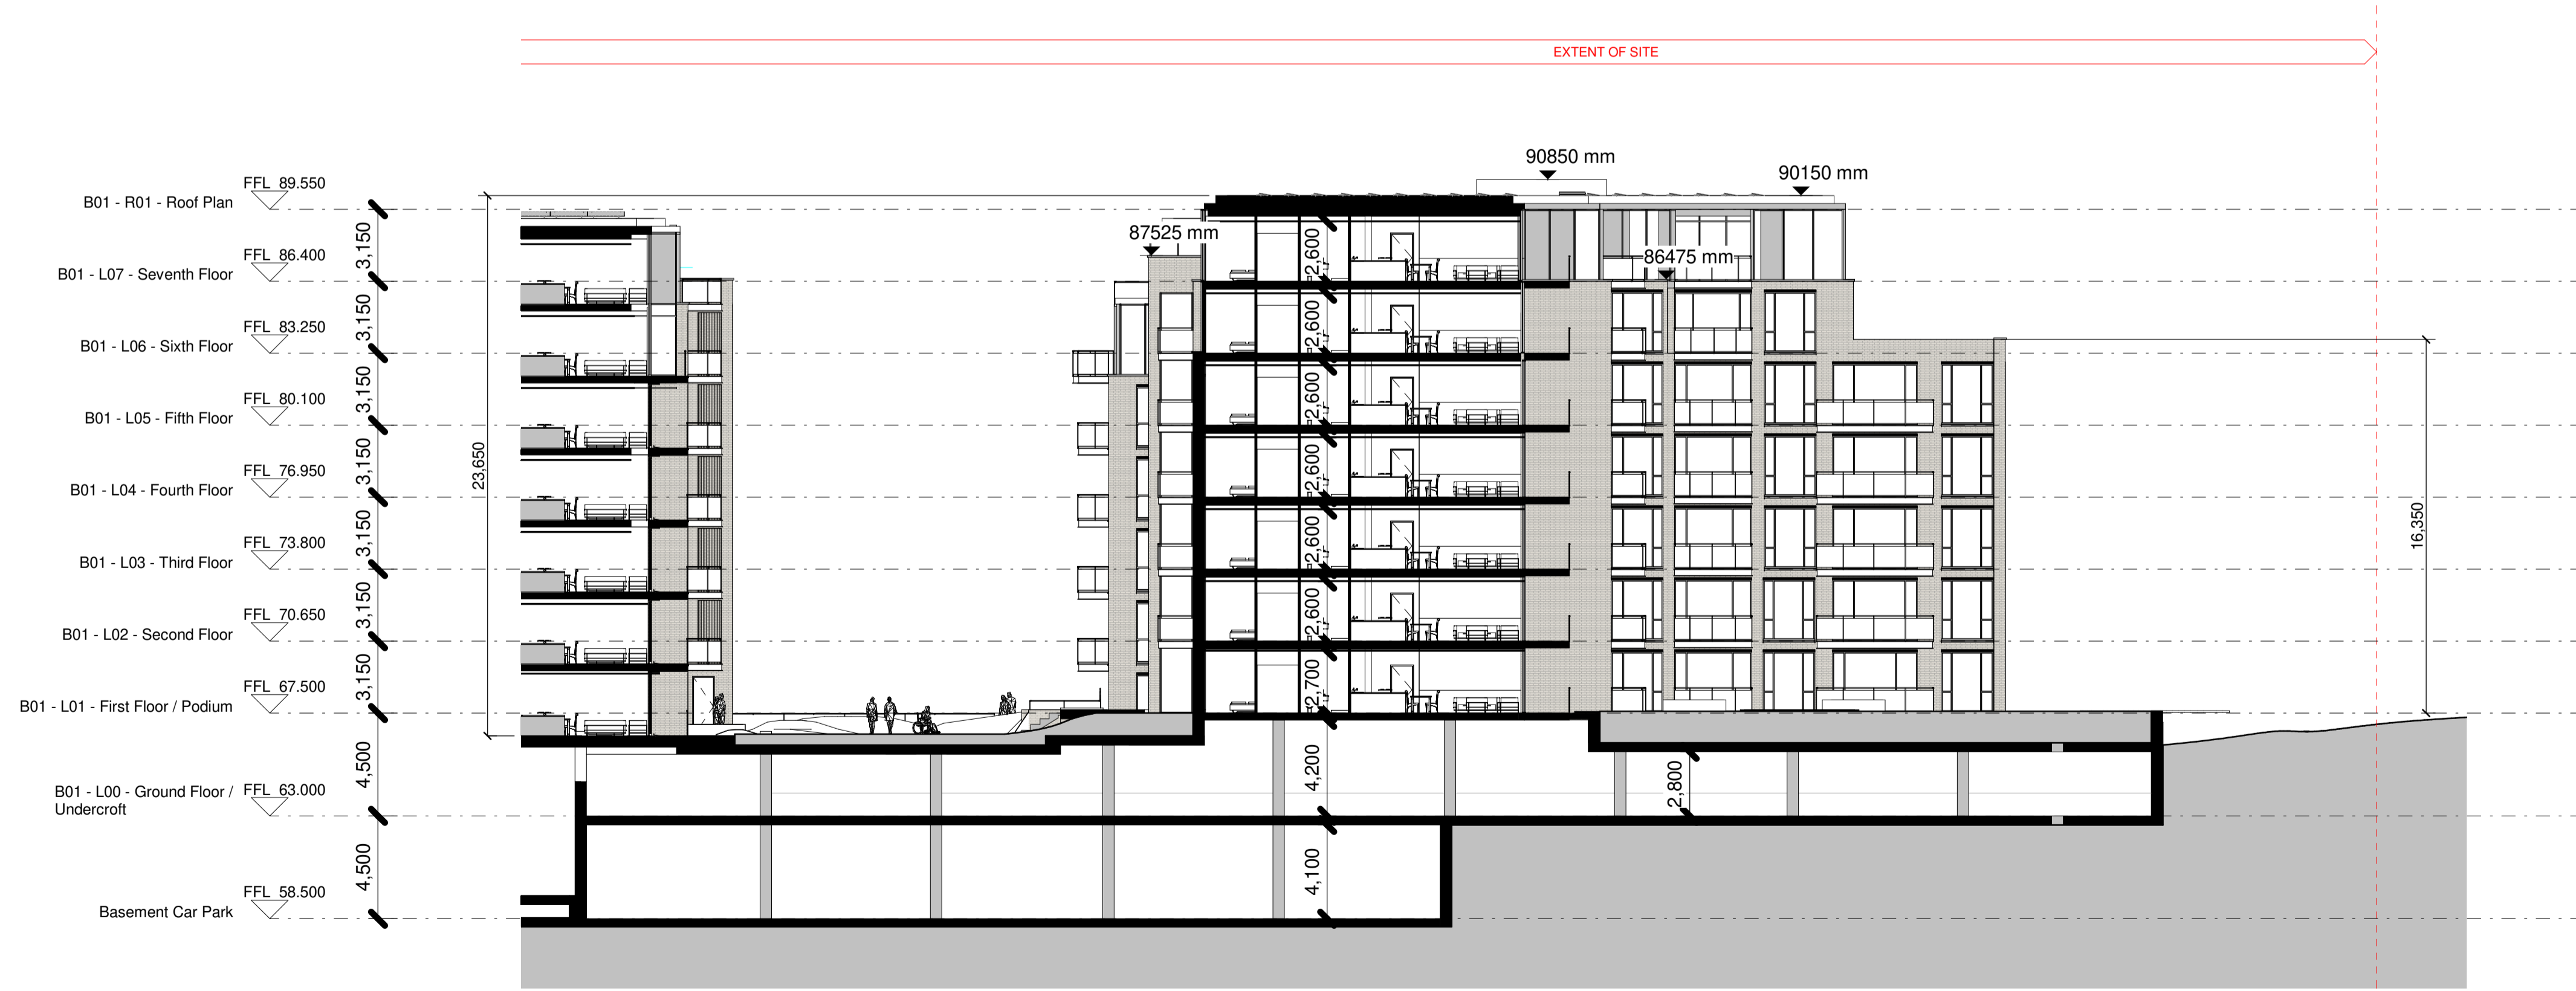 EXTENT OF SITE
90850 mm
90150 mm
87525 mm
86475 mm
B01 - R01 - Roof Plan FFL 89.550
3,150
B01 - L07 - Seventh Floor FFL 86.400
3,150
B01 - L06 - Sixth Floor FFL 83.250
3,150
B01 - L05 - Fifth Floor FFL 80.100
3,150
B01 - L04 - Fourth Floor FFL 76.950
3,150
B01 - L03 - Third Floor FFL 73.800
3,150
B01 - L02 - Second Floor FFL 70.650
3,150
B01 - L01 - First Floor / Podium FFL 67.500
4,500
B01 - L00 - Ground Floor / FFL 63.000
Undercroft
4,500
Basement Car Park FFL 58.500
23,650
2,600
2,600
2,600
2,600
2,600
2,600
2,700
4,200
4,100
2,800
16,350